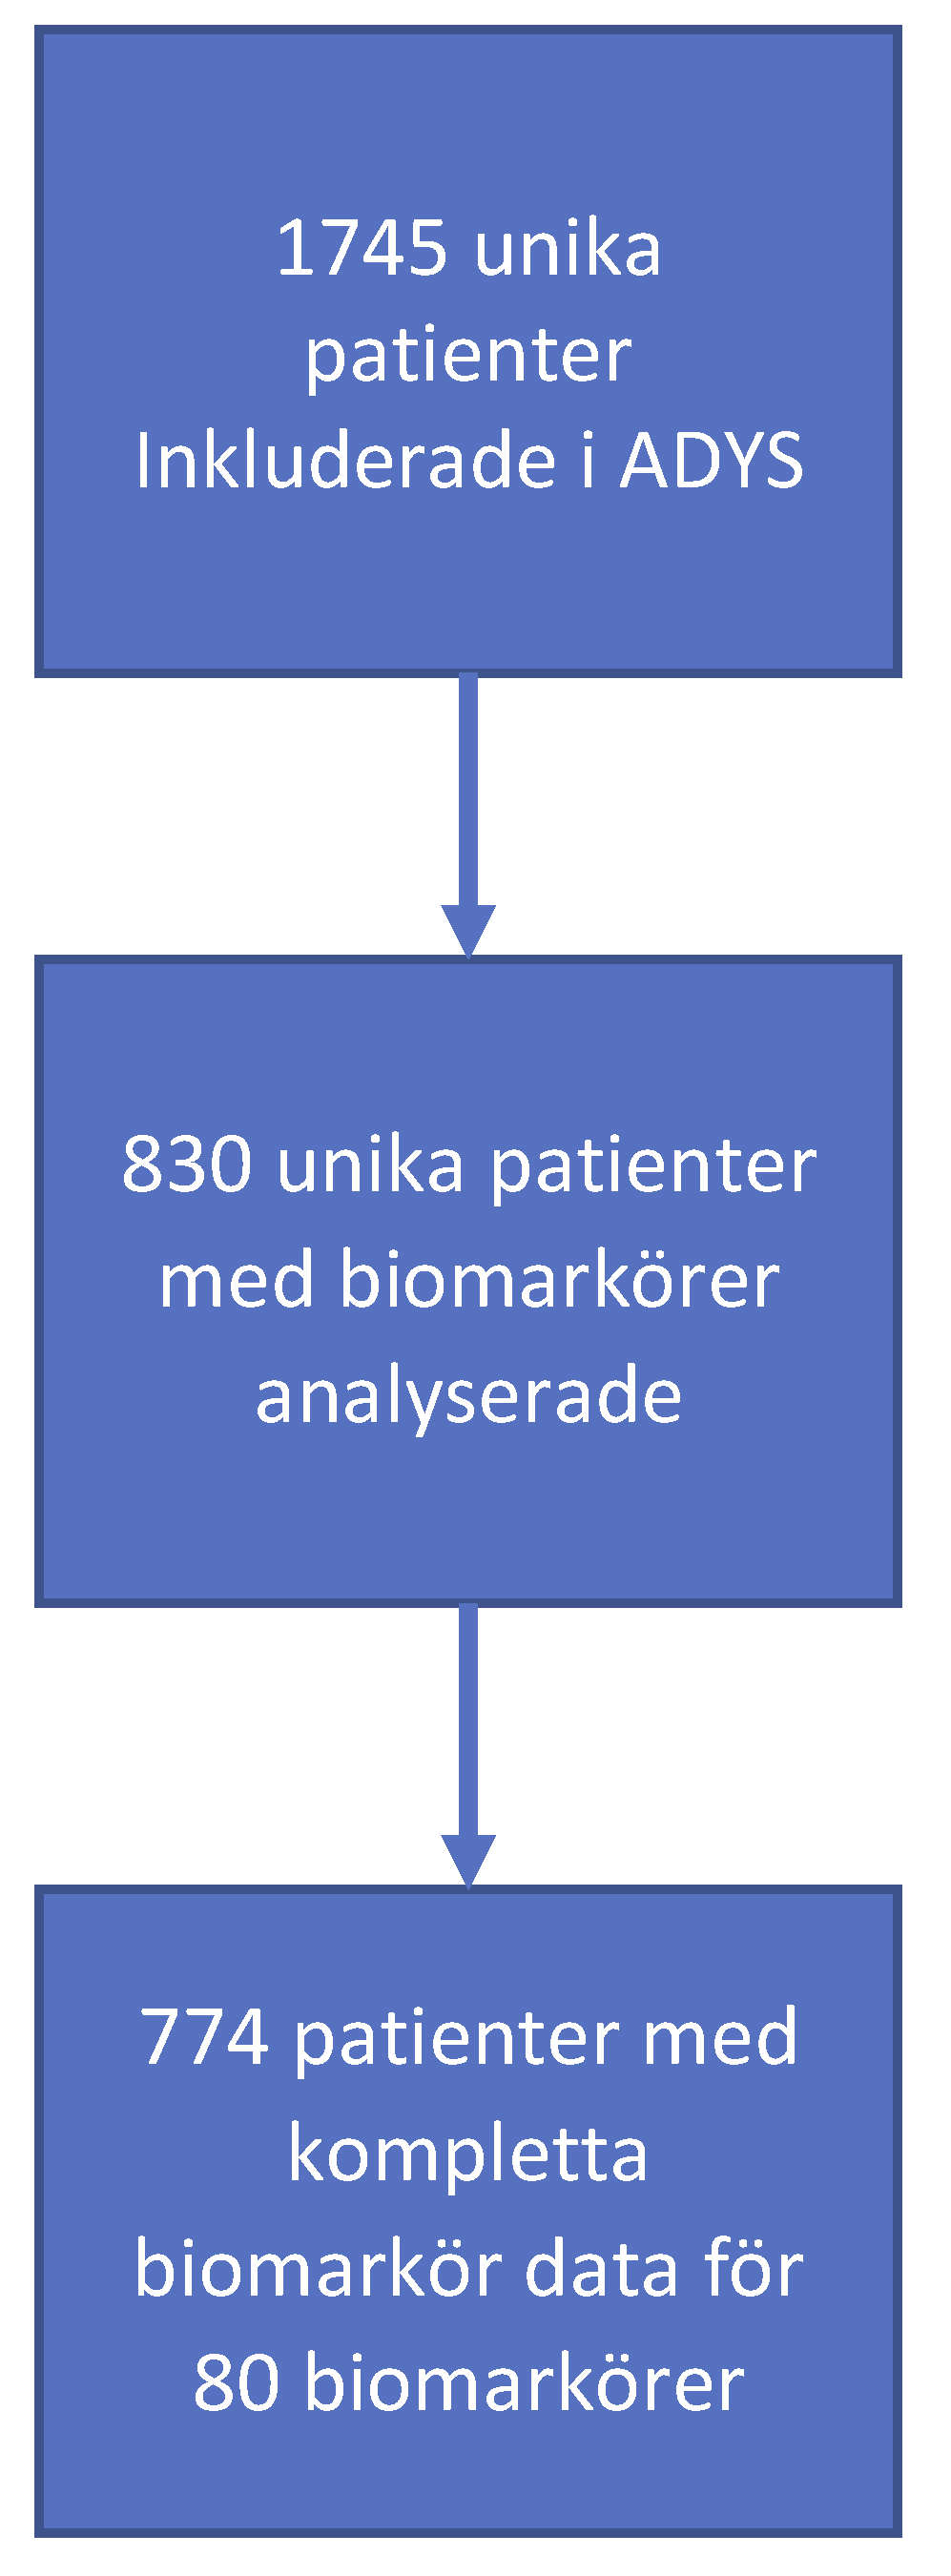 1745 unika
patienter
Inkluderade i ADYS
830 unika patienter
med biomarkörer
analyserade
774 patienter med
kompletta
biomarkör data för
80 biomarkörer